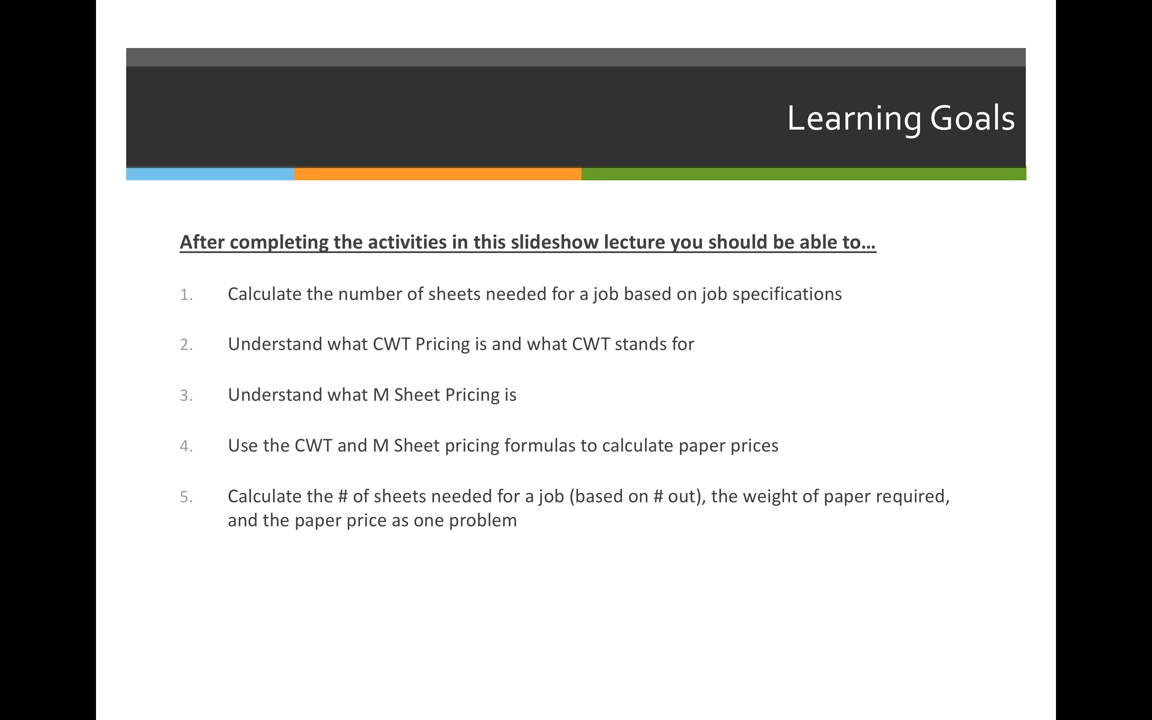 Learning Goals
After completing the activities in this slideshow lecture you should be able to…
1. Calculate the number of sheets needed for a job based on job specifications
2. Understand what CWT Pricing is and what CWT stands for
3. Understand what M Sheet Pricing is
4. Use the CWT and M Sheet pricing formulas to calculate paper prices
5. Calculate the # of sheets needed for a job (based on # out), the weight of paper required,
and the paper price as one problem